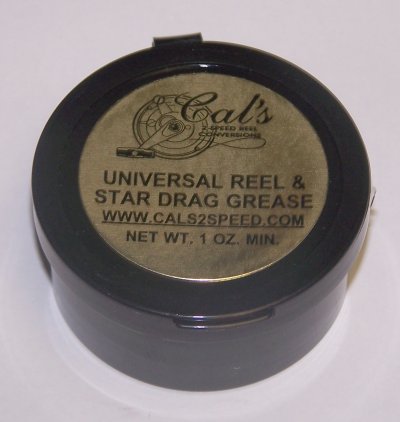 Cal's
2-SPEED REEL
CONVERSIONS
UNIVERSAL REEL &
STAR DRAG GREASE
WWW.CALS2SPEED.COM
NET WT. 1 OZ. MIN.